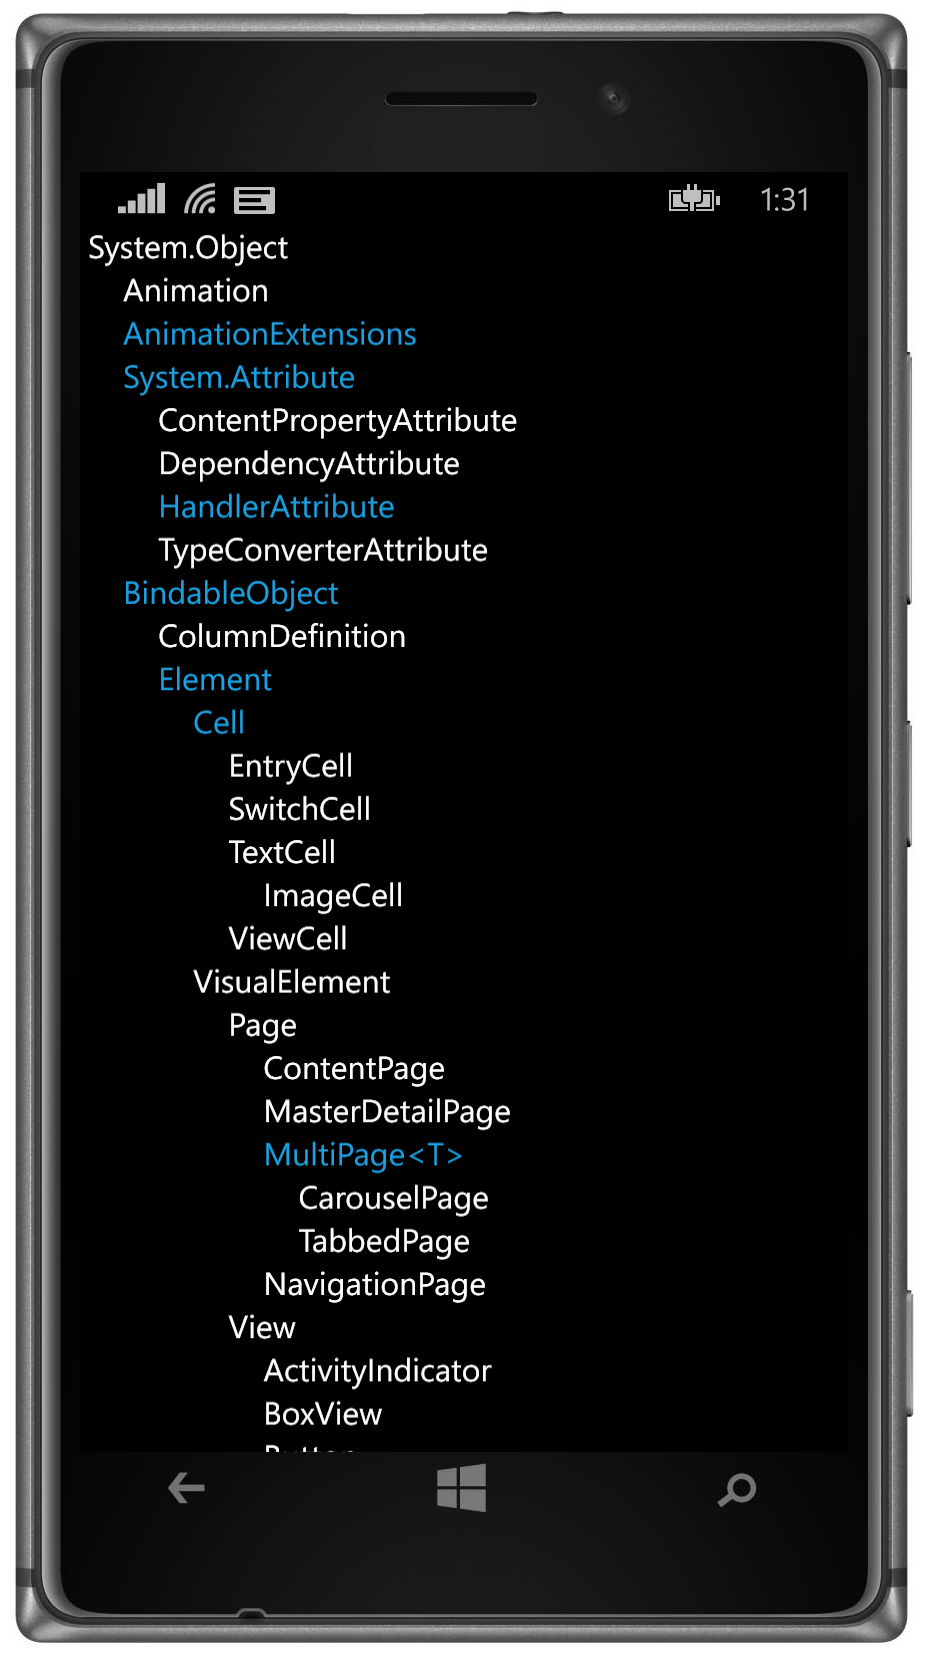 1:31
System.Object
Animation
AnimationExtensions
System.Attribute
ContentPropertyAttribute
DependencyAttribute
HandlerAttribute
TypeConverterAttribute
BindableObject
ColumnDefinition
Element
Cell
EntryCell
SwitchCell
TextCell
ImageCell
ViewCell
VisualElement
Page
ContentPage
MasterDetailPage
MultiPage<T>
CarouselPage
TabbedPage
NavigationPage
View
ActivityIndicator
BoxView